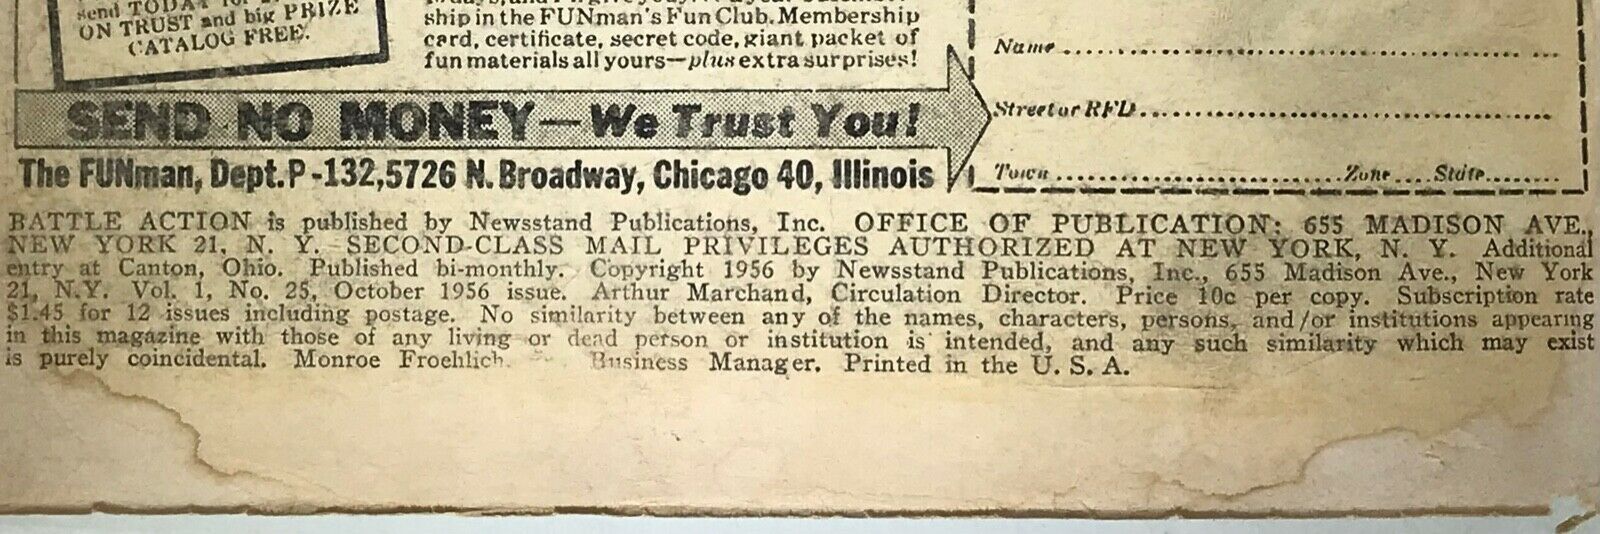 send TODAY
ON TRUST and big PRIZE
CATALOG FREE.
ship in the FUNman's Fun Club. Membership
card, certificate, secret code, giant packet of
fun materials all yours—plus extra surprises!
SEND NO MONEY—We Trust You!
The FUNman, Dept. P-132, 5726 N. Broadway, Chicago 40, Illinois
Name
Street or RFD
Town Zone State
BATTLE ACTION is published by Newsstand Publications, Inc. OFFICE OF PUBLICATION: 655 MADISON AVE.,
NEW YORK 21, N. Y. SECOND-CLASS MAIL PRIVILEGES AUTHORIZED AT NEW YORK, N. Y. Additional
entry at Canton, Ohio. Published bi-monthly. Copyright 1956 by Newsstand Publications, Inc., 655 Madison Ave., New York
21, N.Y. Vol. 1, No. 25, October 1956 issue. Arthur Marchand, Circulation Director. Price 10c per copy. Subscription rate
$1.45 for 12 issues including postage. No similarity between any of the names, characters, persons, and/or institutions appearing
in this magazine with those of any living or dead person or institution is intended, and any such similarity which may exist
is purely coincidental. Monroe Froehlich. Business Manager. Printed in the U. S. A.